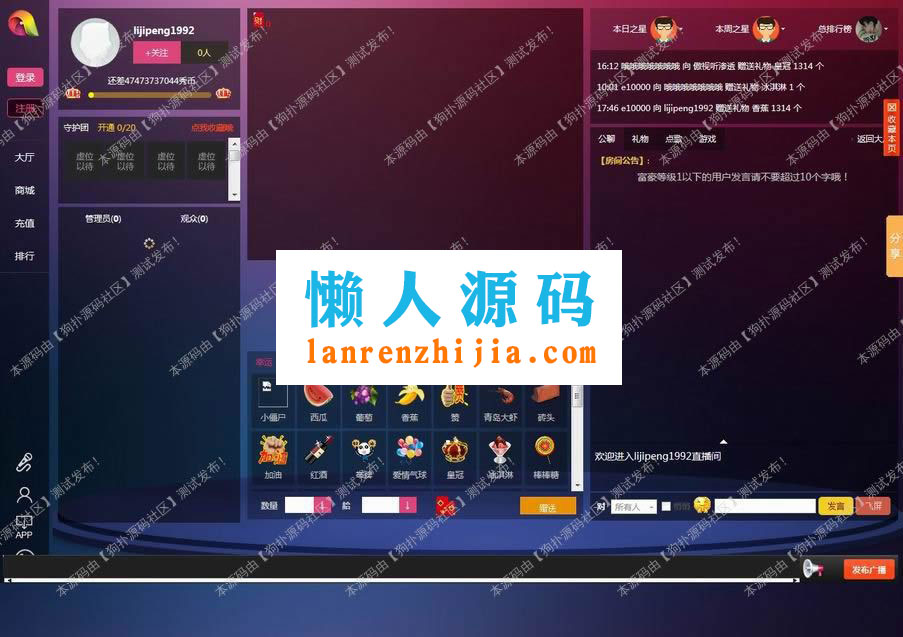 登录
注册
大厅
商城
充值
排行
APP
lijipeng1992
+关注
0人
还差47473737044秀币
守护团
开通 0/20
点我收藏哦
虚位以待
虚位以待
虚位以待
虚位以待
管理员(0)
观众(0)
本日之星
本周之星
总排行榜
16:12 哦哦哦哦哦哦哦 向 傲视听渗透 赠送礼物 皇冠 1314 个
10:01 e10000 向 哦哦哦哦哦哦哦 赠送礼物 冰淇淋 1 个
17:46 e10000 向 lijipeng1992 赠送礼物 香蕉 1314 个
公聊
礼物
点歌
游戏
返回大
【房间公告】:
富豪等级1以下的用户发言请不要超过10个字哦！
收藏本页
分享
懒人源码
lanrenzhijia.com
幸运
小僵尸
西瓜
葡萄
香蕉
赞
青岛大虾
砖头
加油
红酒
爱情气球
皇冠
冰淇淋
棒棒糖
数量
给
赠送
欢迎进入lijipeng1992直播间
对
所有人
悄悄
发言
飞屏
发布广播
本源码由【狗扑源码社区】测试发布！